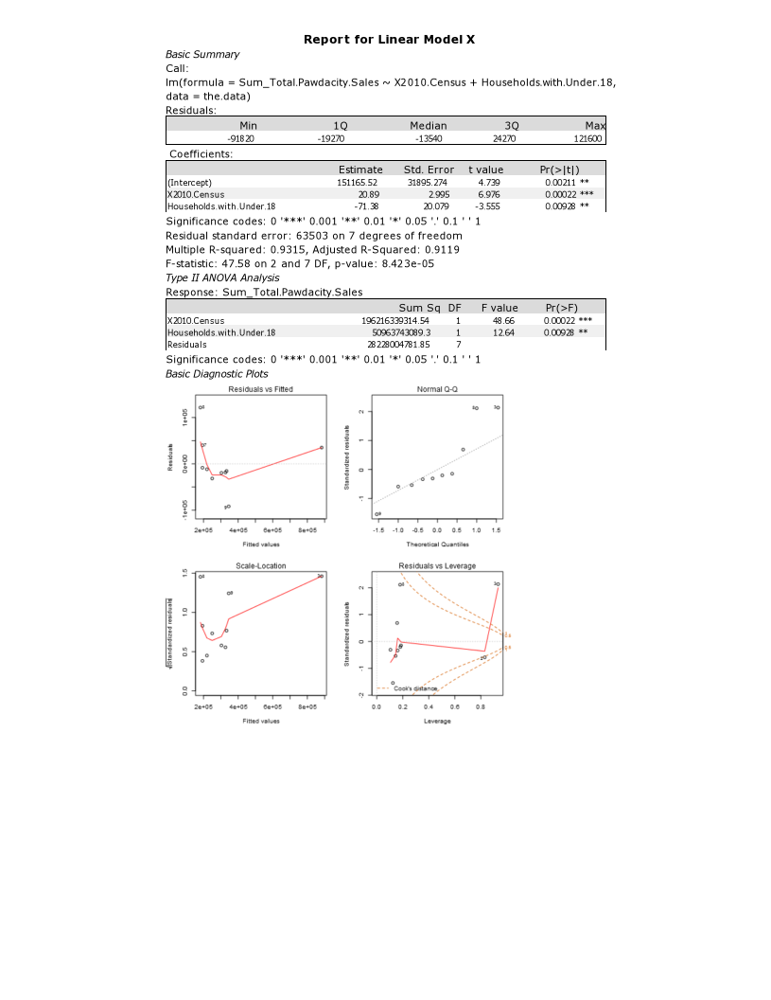 Report for Linear Model X
Basic Summary
Call:
lm(formula = Sum_Total.Pawdacity.Sales ~ X2010.Census + Households.with.Under.18,
data = the.data)
Residuals:
Min 1Q Median 3Q Max
-91820 -19270 -13540 24270 121600
Coefficients:
Estimate Std. Error t value Pr(>|t|)
(Intercept) 151165.52 31895.274 4.739 0.00211 **
X2010.Census 20.89 2.995 6.976 0.00022 ***
Households.with.Under.18 -71.38 20.079 -3.555 0.00928 **
Significance codes: 0 '***' 0.001 '**' 0.01 '*' 0.05 '.' 0.1 ' ' 1
Residual standard error: 63503 on 7 degrees of freedom
Multiple R-squared: 0.9315, Adjusted R-Squared: 0.9119
F-statistic: 47.58 on 2 and 7 DF, p-value: 8.423e-05
Type II ANOVA Analysis
Response: Sum_Total.Pawdacity.Sales
Sum Sq DF F value Pr(>F)
X2010.Census 196216339314.54 1 48.66 0.00022 ***
Households.with.Under.18 50963743089.3 1 12.64 0.00928 **
Residuals 28228004781.85 7
Significance codes: 0 '***' 0.001 '**' 0.01 '*' 0.05 '.' 0.1 ' ' 1
Basic Diagnostic Plots
Residuals vs Fitted
Residuals
1e+05
0e+00
-1e+05
2e+05 4e+05 6e+05 8e+05
Fitted values
Normal Q-Q
Standardized residuals
2
1
0
-1
-1.5 -1.0 -0.5 0.0 0.5 1.0 1.5
Theoretical Quantiles
Scale-Location
√|Standardized residuals|
1.5
1.0
0.5
0.0
2e+05 4e+05 6e+05 8e+05
Fitted values
Residuals vs Leverage
Standardized residuals
2
1
0
-1
-2
Cook's distance
0.0 0.2 0.4 0.6 0.8
Leverage